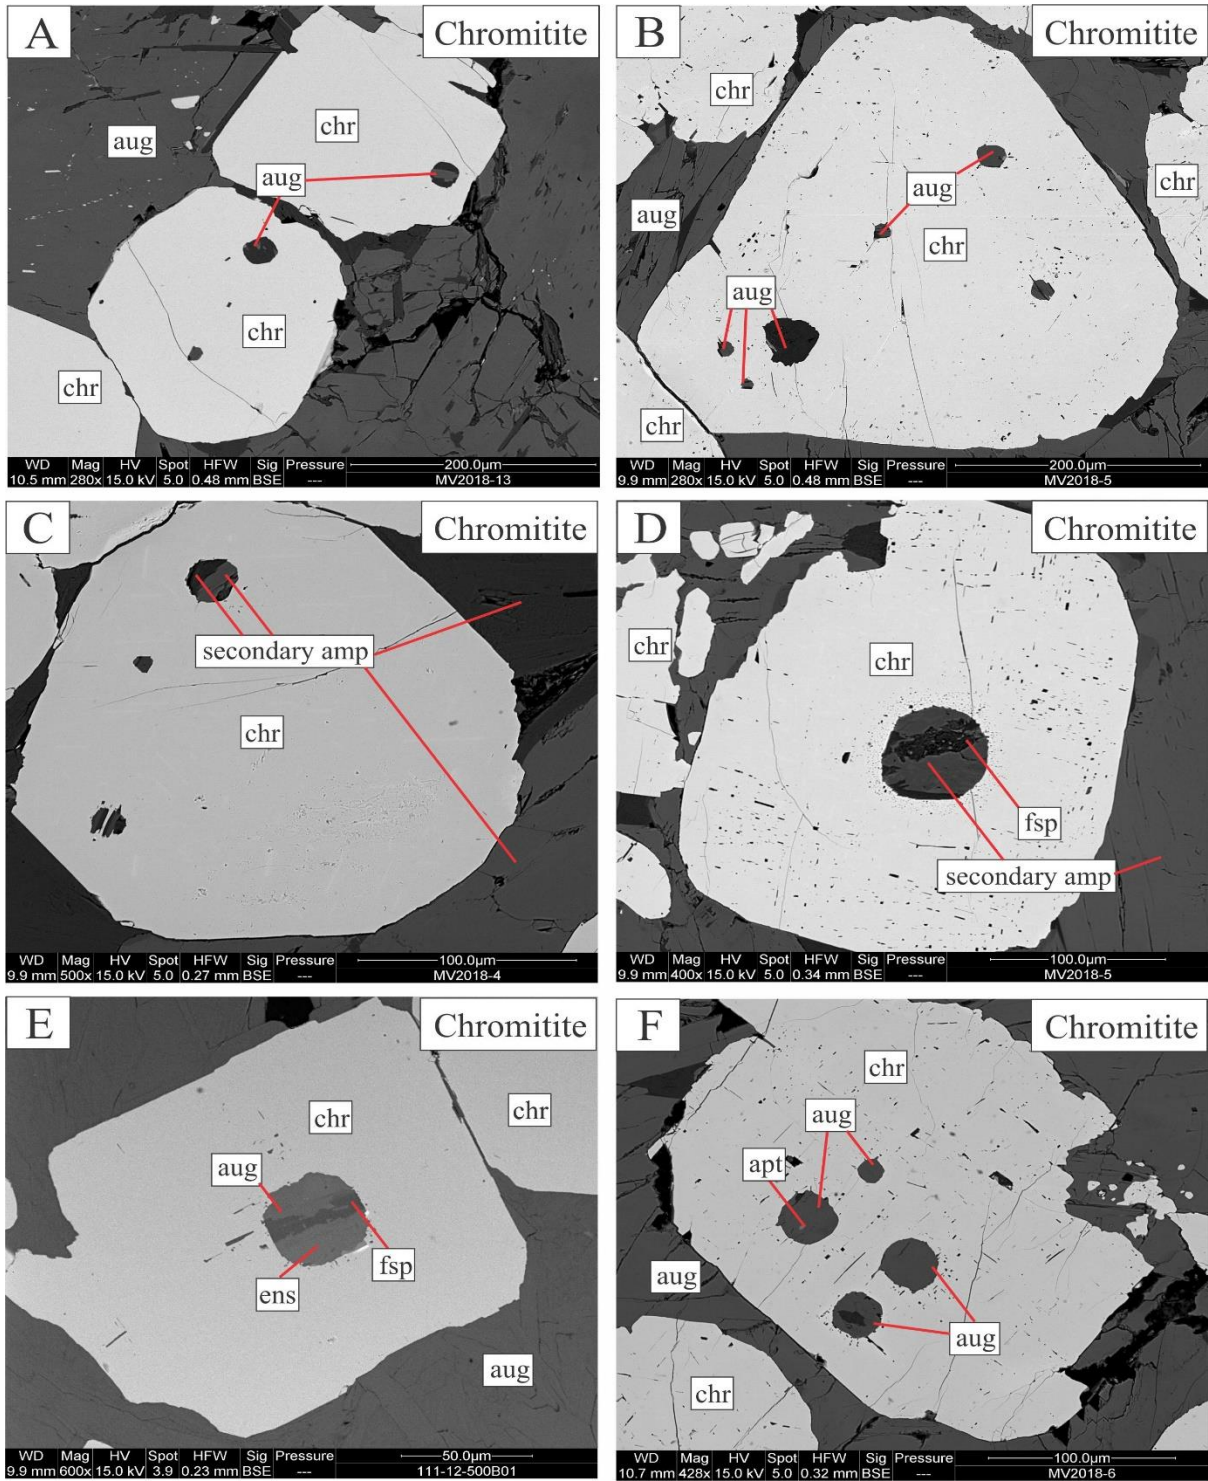 A
Chromitite
chr
aug
aug
chr
chr
WD Mag HV Spot HFW Sig Pressure 200.0µm
10.5 mm 280x 15.0 kV 5.0 0.48 mm BSE --- MV2018-13
B
Chromitite
chr
chr
aug
aug
chr
aug
chr
WD Mag HV Spot HFW Sig Pressure 200.0µm
9.9 mm 280x 15.0 kV 5.0 0.48 mm BSE --- MV2018-5
C
Chromitite
secondary amp
chr
WD Mag HV Spot HFW Sig Pressure 100.0µm
9.9 mm 500x 15.0 kV 5.0 0.27 mm BSE --- MV2018-4
D
Chromitite
chr
chr
fsp
secondary amp
WD Mag HV Spot HFW Sig Pressure 100.0µm
9.9 mm 400x 15.0 kV 5.0 0.34 mm BSE --- MV2018-5
E
Chromitite
chr
chr
aug
fsp
ens
aug
WD Mag HV Spot HFW Sig Pressure 50.0µm
9.9 mm 600x 15.0 kV 3.9 0.23 mm BSE --- 111-12-500B01
F
Chromitite
chr
aug
apt
aug
aug
chr
WD Mag HV Spot HFW Sig Pressure 100.0µm
10.7 mm 428x 15.0 kV 5.0 0.32 mm BSE --- MV2018-6